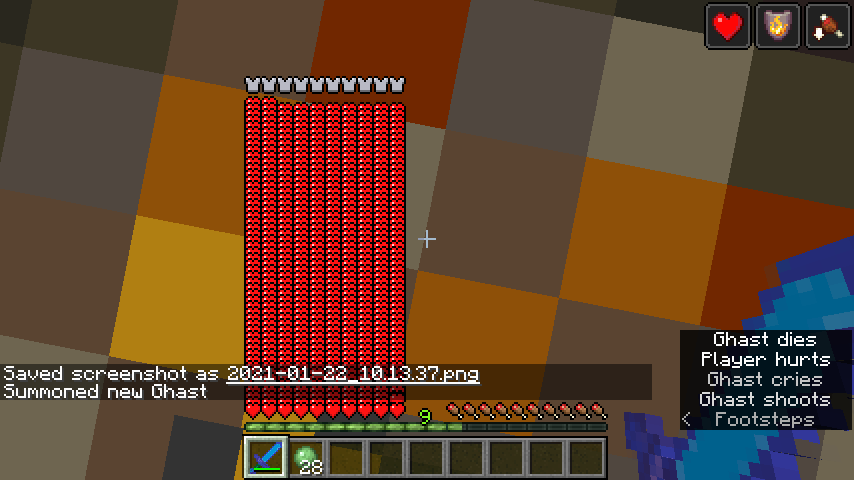 Ghast dies
Player hurts
Ghast cries
Ghast shoots
< Footsteps
Saved screenshot as 2021-01-22_10.13.37.png
Summoned new Ghast
9
28